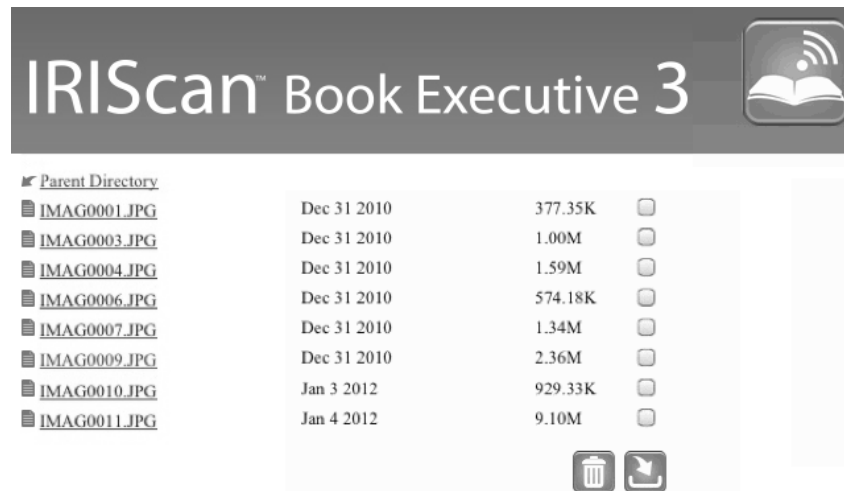 IRIScan™ Book Executive 3
Parent Directory
IMAG0001.JPG Dec 31 2010 377.35K
IMAG0003.JPG Dec 31 2010 1.00M
IMAG0004.JPG Dec 31 2010 1.59M
IMAG0006.JPG Dec 31 2010 574.18K
IMAG0007.JPG Dec 31 2010 1.34M
IMAG0009.JPG Dec 31 2010 2.36M
IMAG0010.JPG Jan 3 2012 929.33K
IMAG0011.JPG Jan 4 2012 9.10M